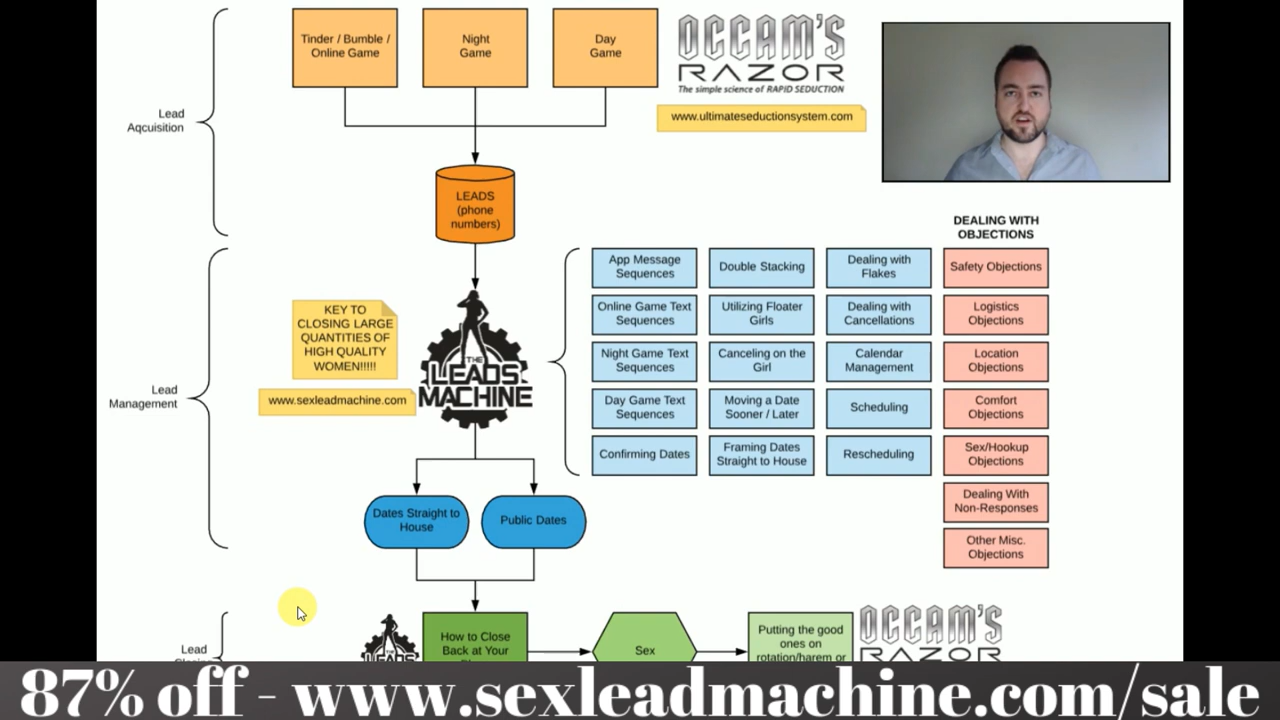 Tinder / Bumble /
Online Game
Night
Game
Day
Game
OCCAM'S
RAZOR
The simple science of RAPID SEDUCTION
www.ultimateseductionsystem.com
Lead
Aqcuisition
LEADS
(phone
numbers)
DEALING WITH
OBJECTIONS
App Message
Sequences
Double Stacking
Dealing with
Flakes
Safety Objections
Online Game Text
Sequences
Utilizing Floater
Girls
Dealing with
Cancellations
Logistics
Objections
KEY TO
CLOSING LARGE
QUANTITIES OF
HIGH QUALITY
WOMEN!!!!!
www.sexleadmachine.com
THE
LEADS
MACHINE
Night Game Text
Sequences
Canceling on the
Girl
Calendar
Management
Location
Objections
Lead
Management
Day Game Text
Sequences
Moving a Date
Sooner / Later
Scheduling
Comfort
Objections
Confirming Dates
Framing Dates
Straight to House
Rescheduling
Sex/Hookup
Objections
Dealing With
Non-Responses
Other Misc.
Objections
Dates Straight to
House
Public Dates
Lead
How to Close
Back at Your
Sex
Putting the good
ones on
rotation/harem or
OCCAM'S
RAZOR
LEADS
87% off - www.sexleadmachine.com/sale